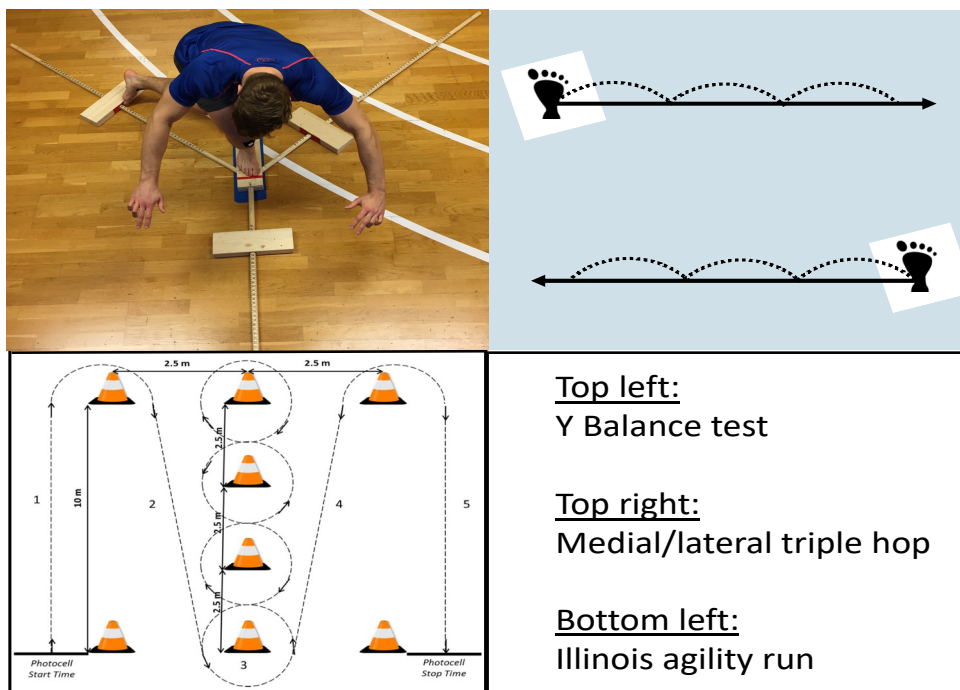 2.5 m
2.5 m
2.5 m
1
10 m
2
2.5 m
4
5
2.5 m
3
Photocell
Start Time
Photocell
Stop Time
Top left:
Y Balance test
Top right:
Medial/lateral triple hop
Bottom left:
Illinois agility run